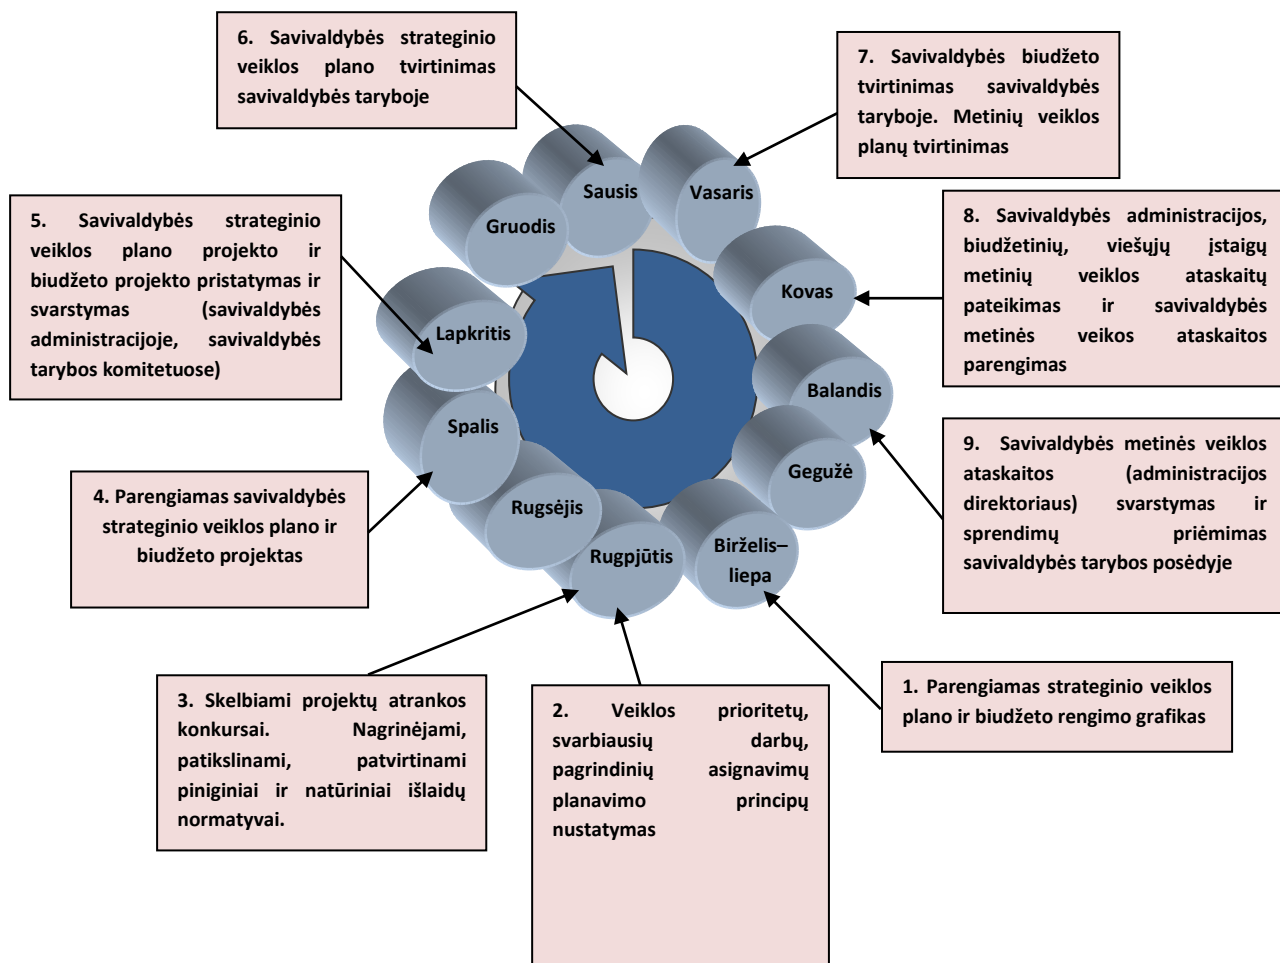 6. Savivaldybės strateginio
veiklos plano tvirtinimas
savivaldybės taryboje
7. Savivaldybės biudžeto
tvirtinimas savivaldybės
taryboje. Metinių veiklos
planų tvirtinimas
5. Savivaldybės strateginio
veiklos plano projekto ir
biudžeto projekto pristatymas ir
svarstymas (savivaldybės
administracijoje, savivaldybės
tarybos komitetuose)
8. Savivaldybės administracijos,
biudžetinių, viešųjų įstaigų
metinių veiklos ataskaitų
pateikimas ir savivaldybės
metinės veikos ataskaitos
parengimas
Sausis
Vasaris
Gruodis
Kovas
Lapkritis
Balandis
Spalis
Gegužė
Rugsėjis
Rugpjūtis
Birželis–
liepa
4. Parengiamas savivaldybės
strateginio veiklos plano ir
biudžeto projektas
9. Savivaldybės metinės veiklos
ataskaitos (administracijos
direktoriaus) svarstymas ir
sprendimų priėmimas
savivaldybės tarybos posėdyje
3. Skelbiami projektų atrankos
konkursai. Nagrinėjami,
patikslinami, patvirtinami
piniginiai ir natūriniai išlaidų
normatyvai.
2. Veiklos prioritetų,
svarbiausių darbų,
pagrindinių asignavimų
planavimo principų
nustatymas
1. Parengiamas strateginio veiklos
plano ir biudžeto rengimo grafikas